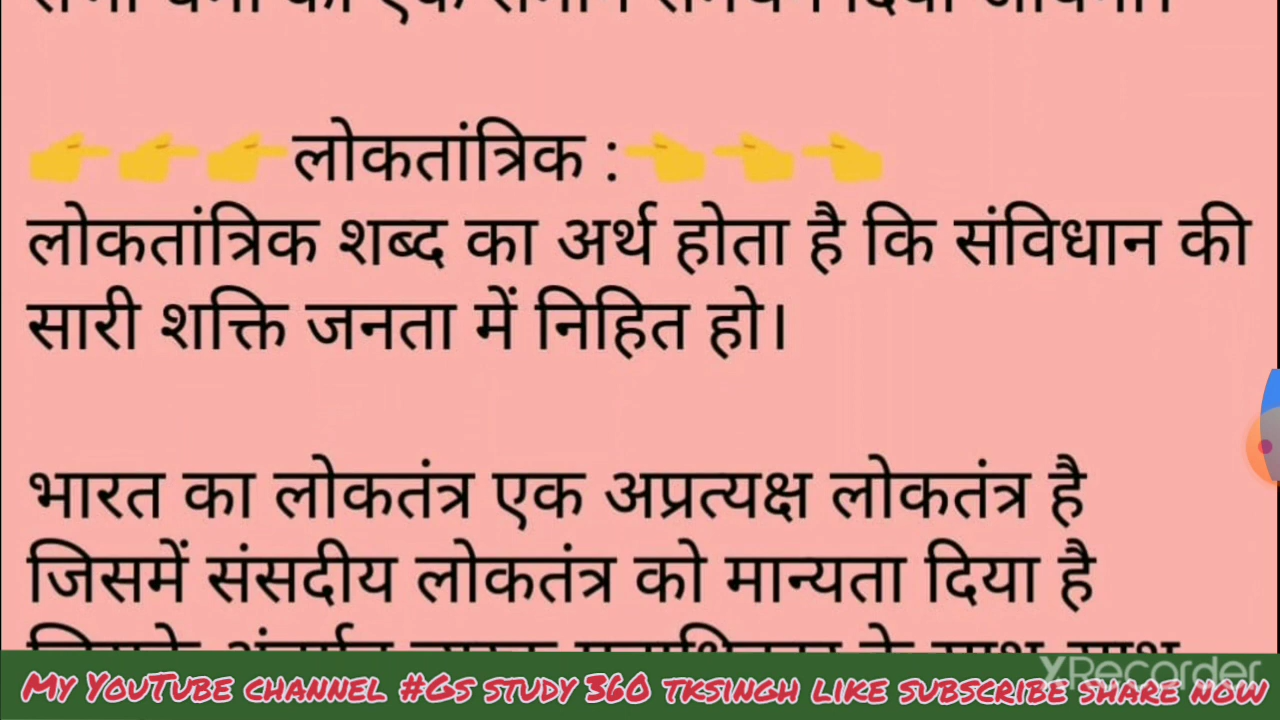 👉👉👉लोकतांत्रिक :👈👈👈
लोकतांत्रिक शब्द का अर्थ होता है कि संविधान की
सारी शक्ति जनता में निहित हो।
भारत का लोकतंत्र एक अप्रत्यक्ष लोकतंत्र है
जिसमें संसदीय लोकतंत्र को मान्यता दिया है
XRecorder
My YouTube channel #Gs study 360 tksingh like subscribe share now